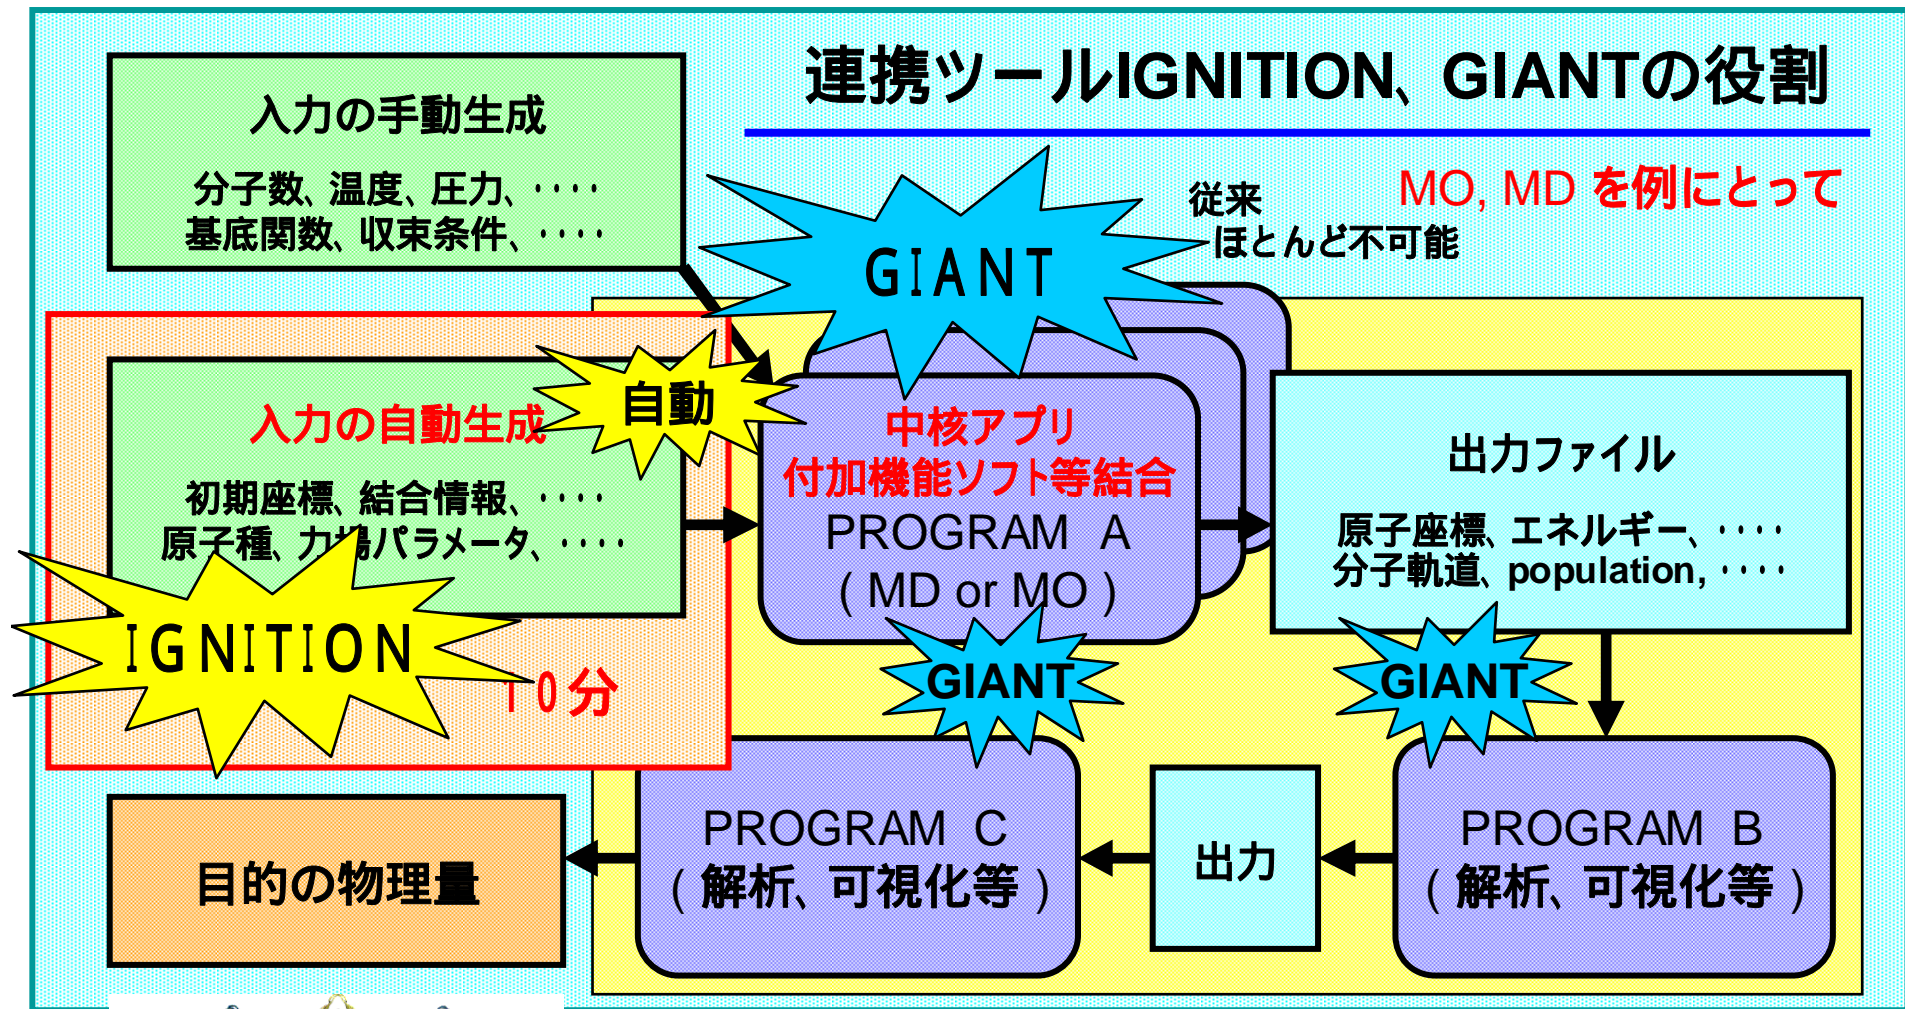 連携ツールIGNITION、GIANTの役割
MO, MD を例にとって
入力の手動生成
分子数、温度、圧力、・・・・
基底関数、収束条件、・・・・
GIANT
従来
ほとんど不可能
入力の自動生成
初期座標、結合情報、・・・・
原子種、力場パラメータ、・・・・
自動
IGNITION
10分
中核アプリ
付加機能ソフト等結合
PROGRAM A
( MD or MO )
出力ファイル
原子座標、エネルギー、・・・・
分子軌道、population, ・・・・
GIANT
GIANT
目的の物理量
PROGRAM C
( 解析、可視化等 )
出力
PROGRAM B
( 解析、可視化等 )